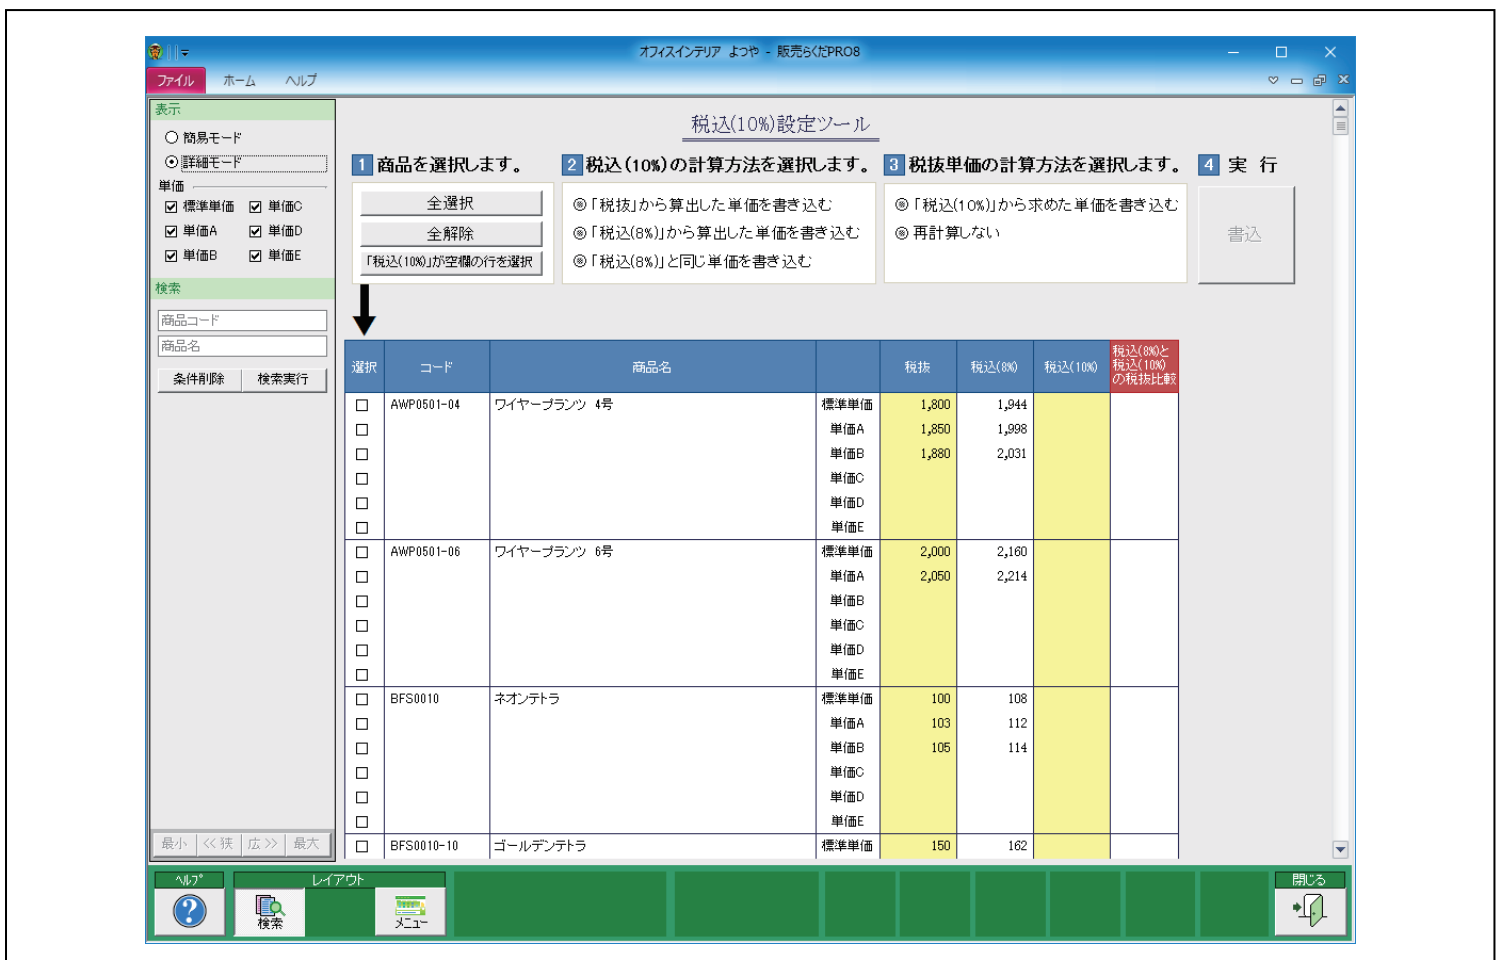 オフィスインテリア よつや - 販売らくだPRO8
ファイル ホーム ヘルプ
表示
簡易モード
詳細モード
単価
標準単価 単価C
単価A 単価D
単価B 単価E
検索
商品コード
商品名
条件削除 検索実行
最小 <<狭 広>> 最大
税込(10%)設定ツール
1 商品を選択します。
全選択
全解除
「税込(10%)」が空欄の行を選択
2 税込(10%)の計算方法を選択します。
「税抜」から算出した単価を書き込む
「税込(8%)」から算出した単価を書き込む
「税込(8%)」と同じ単価を書き込む
3 税抜単価の計算方法を選択します。
「税込(10%)」から求めた単価を書き込む
再計算しない
4 実 行
書込
選択 コード 商品名 税抜 税込(8%) 税込(10%) 税込(8%)と
税込(10%)
の税抜比較
AWP0501-04 ワイヤープランツ 4号 標準単価 1,800 1,944
単価A 1,850 1,998
単価B 1,880 2,031
単価C
単価D
単価E
AWP0501-06 ワイヤープランツ 6号 標準単価 2,000 2,160
単価A 2,050 2,214
単価B
単価C
単価D
単価E
BFS0010 ネオンテトラ 標準単価 100 108
単価A 103 112
単価B 105 114
単価C
単価D
単価E
BFS0010-10 ゴールデンテトラ 標準単価 150 162
ヘルプ レイアウト 閉じる
検索 メニュー